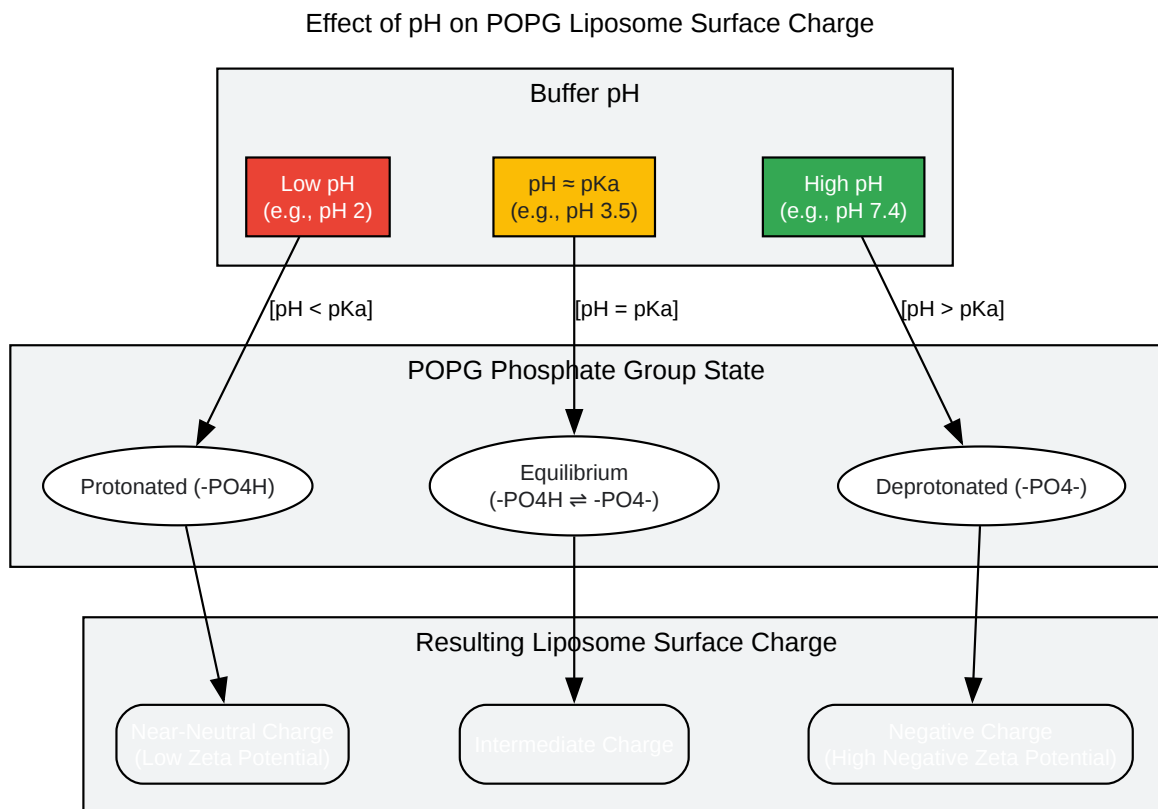 Effect of pH on POPG Liposome Surface Charge
Buffer pH
Low pH
(e.g., pH 2)
pH ≈ pKa
(e.g., pH 3.5)
High pH
(e.g., pH 7.4)
[pH < pKa]
[pH = pKa]
[pH > pKa]
POPG Phosphate Group State
Protonated (-PO4H)
Equilibrium
(-PO4H ⇌ -PO4-)
Deprotonated (-PO4-)
Resulting Liposome Surface Charge
Near-Neutral Charge
(Low Zeta Potential)
Intermediate Charge
Negative Charge
(High Negative Zeta Potential)